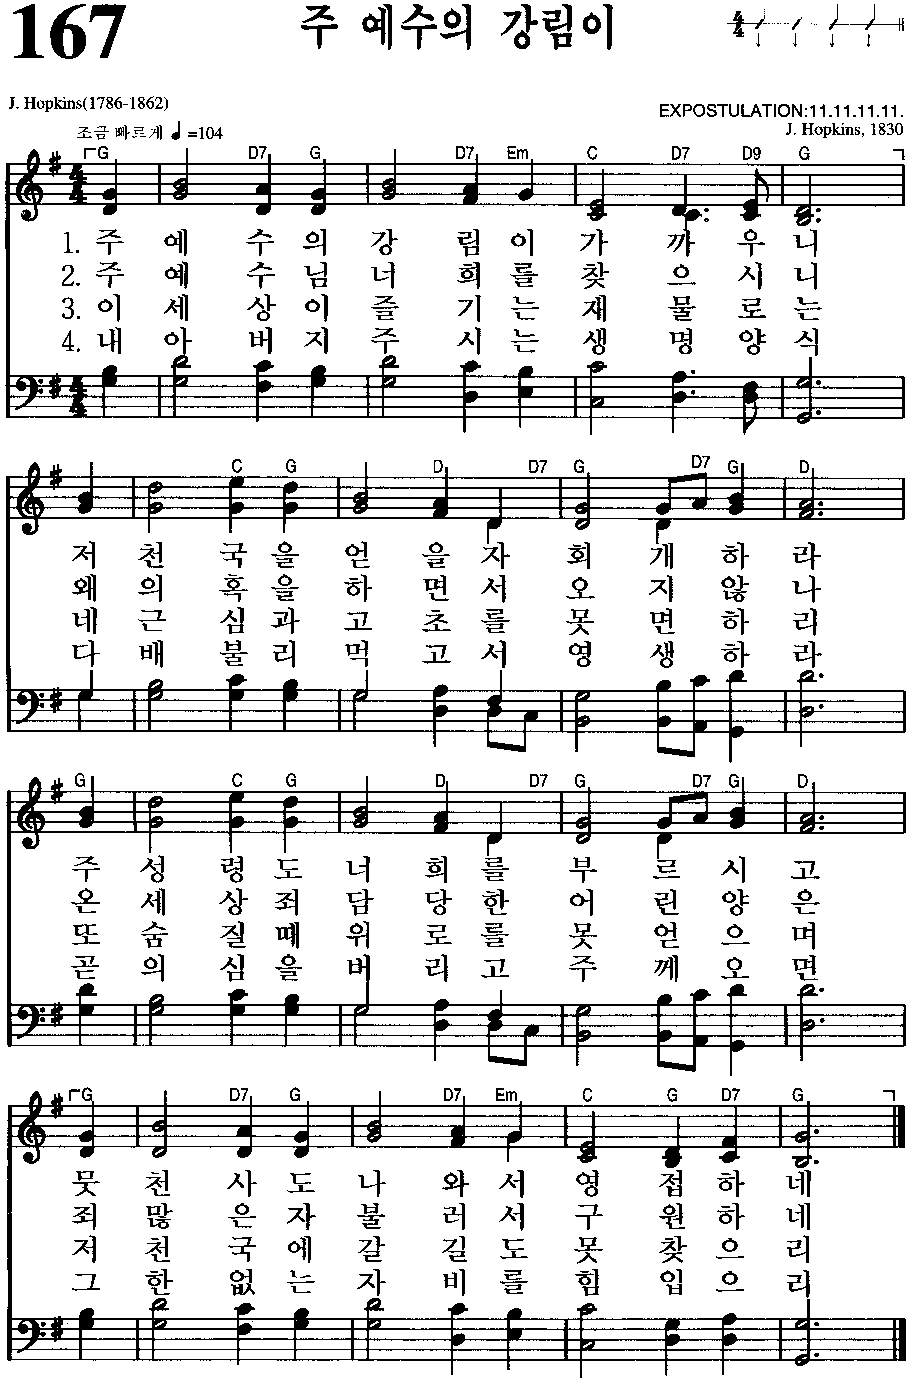 167
주 예수의 강림이
4/4
J. Hopkins(1786-1862)
EXPOSTULATION:11.11.11.11.
조금 빠르게 ♩=104
J. Hopkins, 1830
G D7 G D7 Em C D7 D9 G
4/4
1. 주 예 수 의 강 림 이 가 까 우 니
2. 주 예 수 님 너 희 를 찾 으 시 니
3. 이 세 상 이 즐 기 는 재 물 로 는
4. 내 아 버 지 주 시 는 생 명 양 식
4/4
C G D D7 G D7 G D
저 천 국 을 얻 을 자 회 개 하 라
왜 의 혹 을 하 면 서 오 지 않 나
네 근 심 과 고 초 를 못 면 하 리
다 배 불 리 먹 고 서 영 생 하 라
G C G D D7 G D7 G D
주 성 령 도 너 희 를 부 르 시 고
온 세 상 죄 담 당 한 어 린 양 은
또 숨 질 때 위 로 를 못 얻 으 며
곧 의 심 을 버 리 고 주 께 오 면
G D7 G D7 Em C G D7 G
뭇 천 사 도 나 와 서 영 접 하 네
죄 많 은 자 불 러 서 구 원 하 네
저 천 국 에 갈 길 도 못 찾 으 리
그 한 없 는 자 비 를 힘 입 으 리